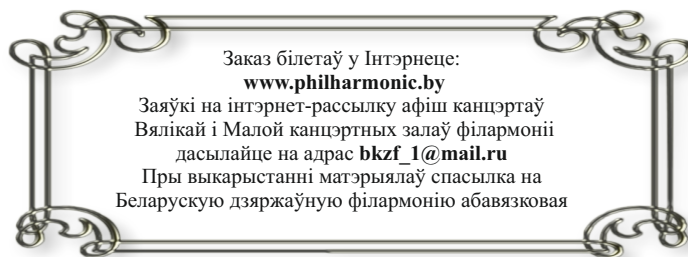 Заказ білетаў у Інтэрнеце:
www.philharmonic.by
Заяўкі на інтэрнет-рассылку афіш канцэртаў
Вялікай і Малой канцэртных залаў філармоніі
дасылайце на адрас bkzf_1@mail.ru
Пры выкарыстанні матэрыялаў спасылка на
Беларускую дзяржаўную філармонію абавязковая